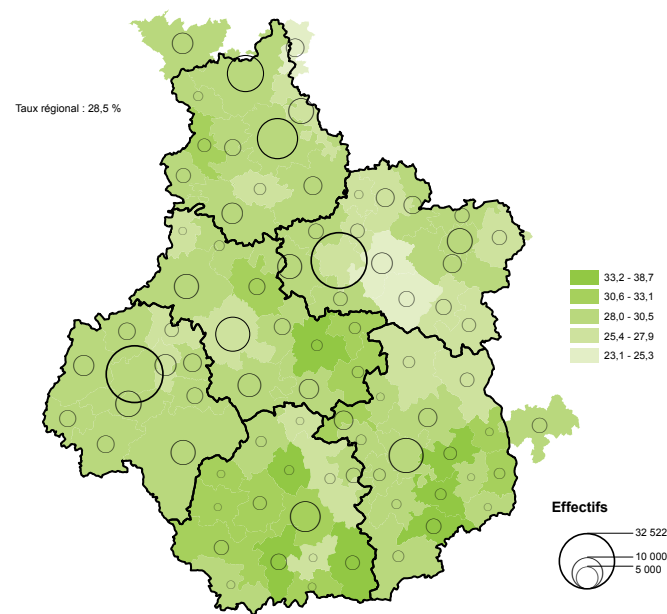 Taux régional : 28,5 %
33,2 - 38,7
30,6 - 33,1
28,0 - 30,5
25,4 - 27,9
23,1 - 25,3
Effectifs
32 522
10 000
5 000